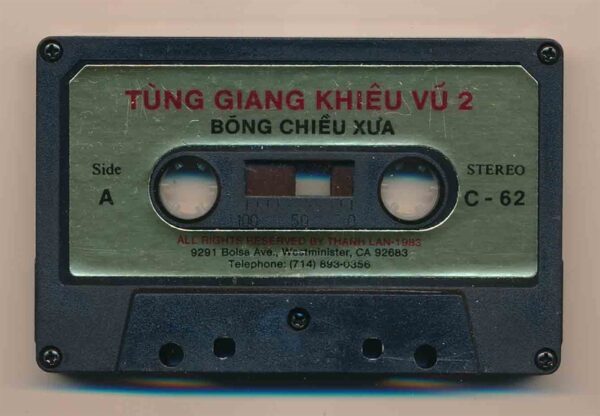 TÙNG GIANG KHIÊU VŨ 2
BÓNG CHIỀU XƯA
Side
A
STEREO
C - 62
100 50 0
ALL RIGHTS RESERVED BY THANH LAN-1983
9291 Bolsa Ave., Westminister, CA 92683
Telephone: (714) 893-0356